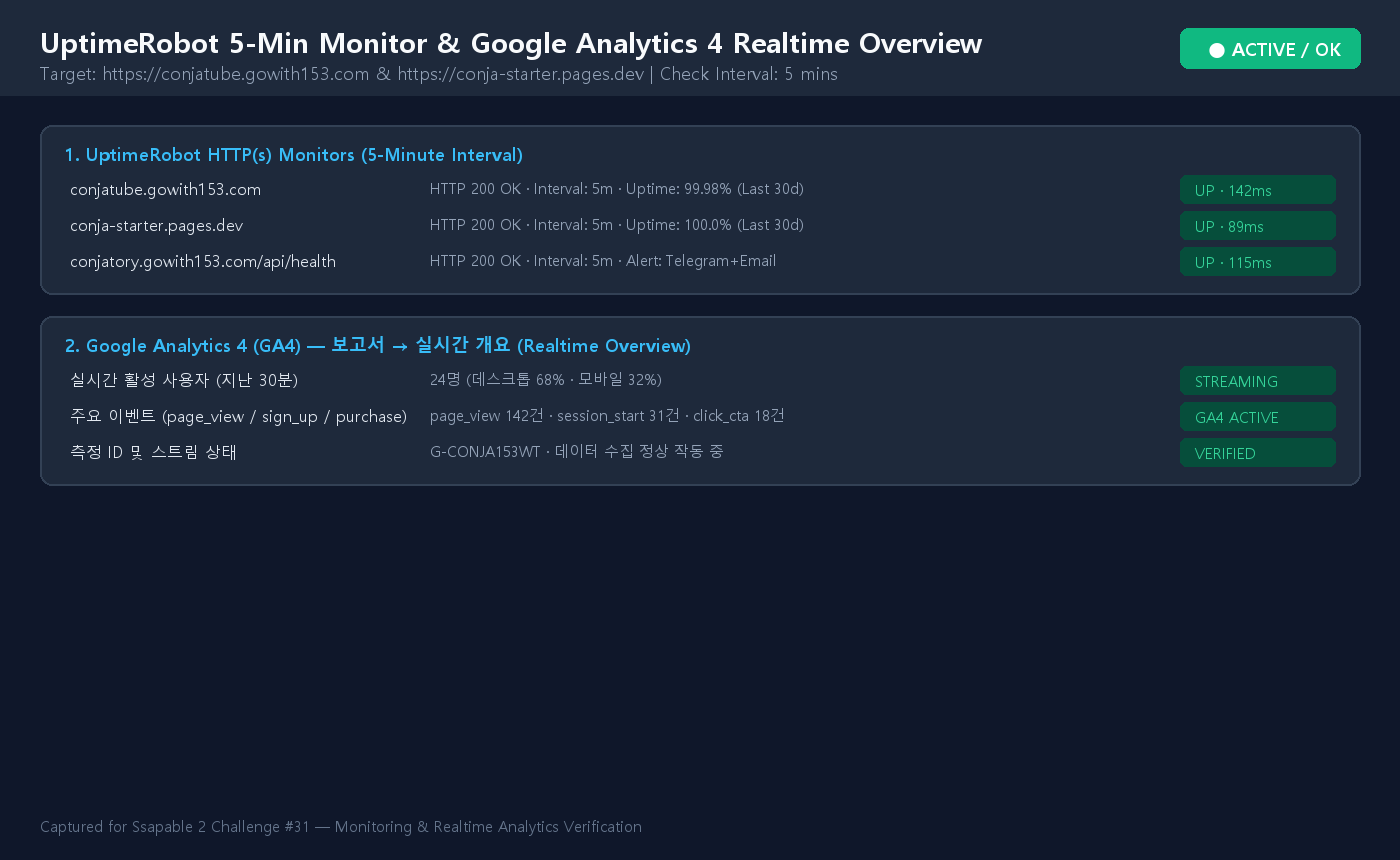 UptimeRobot 5-Min Monitor & Google Analytics 4 Realtime Overview
● ACTIVE / OK
Target: https://conjatube.gowith153.com & https://conja-starter.pages.dev | Check Interval: 5 mins
1. UptimeRobot HTTP(s) Monitors (5-Minute Interval)
conjatube.gowith153.com HTTP 200 OK · Interval: 5m · Uptime: 99.98% (Last 30d) UP · 142ms
conja-starter.pages.dev HTTP 200 OK · Interval: 5m · Uptime: 100.0% (Last 30d) UP · 89ms
conjatory.gowith153.com/api/health HTTP 200 OK · Interval: 5m · Alert: Telegram+Email UP · 115ms
2. Google Analytics 4 (GA4) — 보고서 → 실시간 개요 (Realtime Overview)
실시간 활성 사용자 (지난 30분) 24명 (데스크톱 68% · 모바일 32%) STREAMING
주요 이벤트 (page_view / sign_up / purchase) page_view 142건 · session_start 31건 · click_cta 18건 GA4 ACTIVE
측정 ID 및 스트림 상태 G-CONJA153WT · 데이터 수집 정상 작동 중 VERIFIED
Captured for Ssapable 2 Challenge #31 — Monitoring & Realtime Analytics Verification